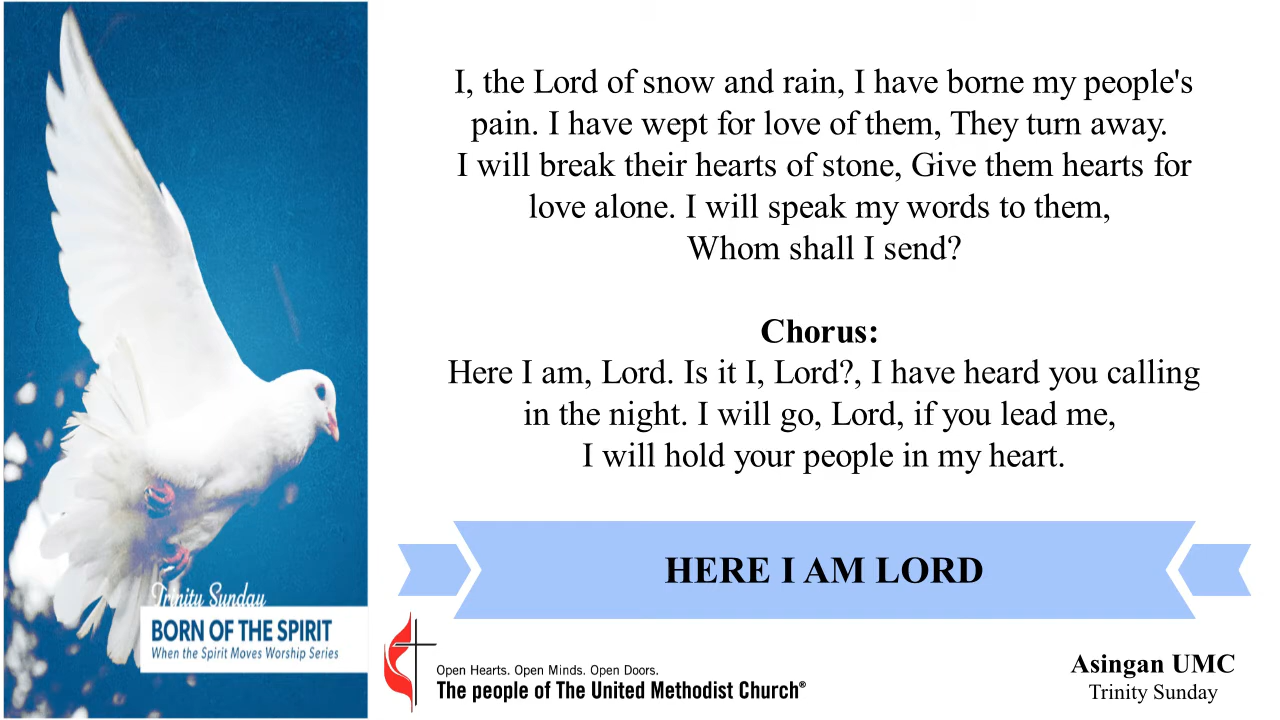 I, the Lord of snow and rain, I have borne my people's
pain. I have wept for love of them, They turn away.
I will break their hearts of stone, Give them hearts for
love alone. I will speak my words to them,
Whom shall I send?
Chorus:
Here I am, Lord. Is it I, Lord?, I have heard you calling
in the night. I will go, Lord, if you lead me,
I will hold your people in my heart.
HERE I AM LORD
Trinity Sunday
BORN OF THE SPIRIT
When the Spirit Moves Worship Series
Open Hearts. Open Minds. Open Doors.
The people of The United Methodist Church®
Asingan UMC
Trinity Sunday